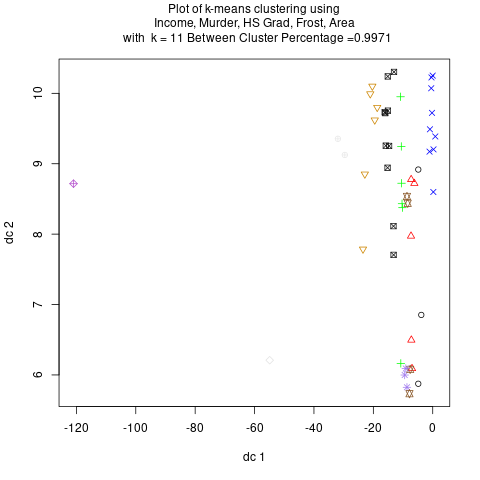 Plot of k-means clustering using
Income, Murder, HS Grad, Frost, Area
with k = 11 Between Cluster Percentage =0.9971
10
9
8
7
6
dc 2
-120 -100 -80 -60 -40 -20 0
dc 1